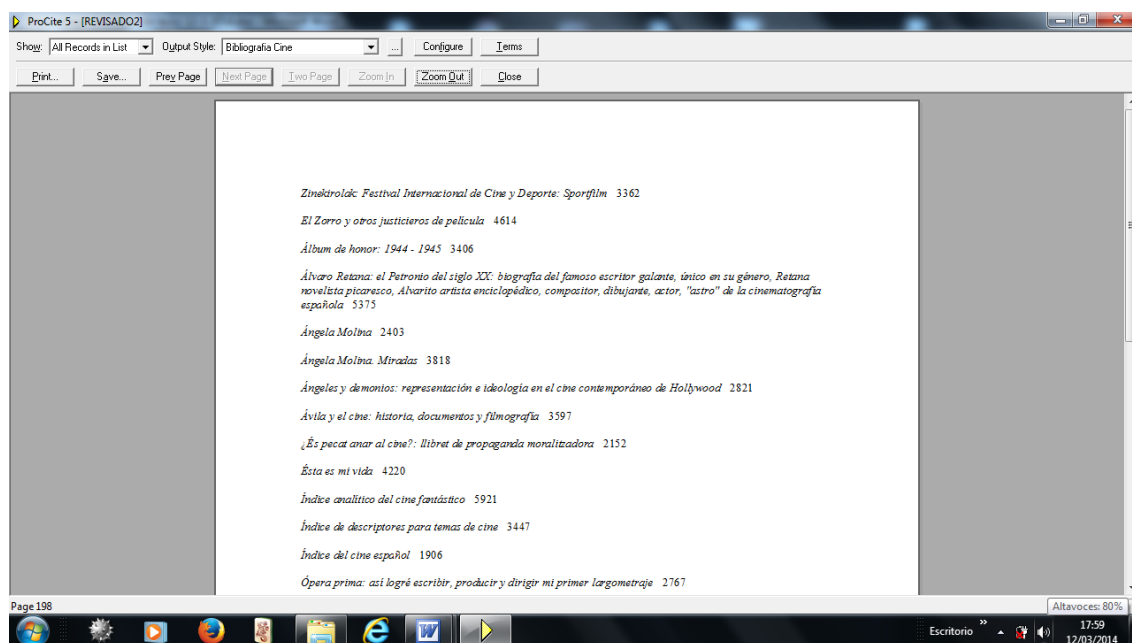 ProCite 5 - [REVISADO2]
Show: All Records in List Output Style: Bibliografia Cine ... Configure Terms
Print... Save... Prev Page Next Page Two Page Zoom In Zoom Out Close
Zinekirolak: Festival Internacional de Cine y Deporte: Sportfilm 3362
El Zorro y otros justicieros de película 4614
Álbum de honor: 1944 - 1945 3406
Álvaro Retana: el Petronio del siglo XX: biografía del famoso escritor galante, único en su género, Retana
novelista picaresco, Alvarito artista enciclopédico, compositor, dibujante, actor, "astro" de la cinematografía
española 5375
Ángela Molina 2403
Ángela Molina. Miradas 3818
Ángeles y demonios: representación e ideología en el cine contemporáneo de Hollywood 2821
Ávila y el cine: historia, documentos y filmografía 3597
¿És pecat anar al cine?: llibret de propaganda moralitzadora 2152
Ésta es mi vida 4220
Índice analítico del cine fantástico 5921
Índice de descriptores para temas de cine 3447
Índice del cine español 1906
Ópera prima: así logré escribir, producir y dirigir mi primer largometraje 2767
Page 198
Altavoces: 80%
Escritorio
17:59
12/03/2014